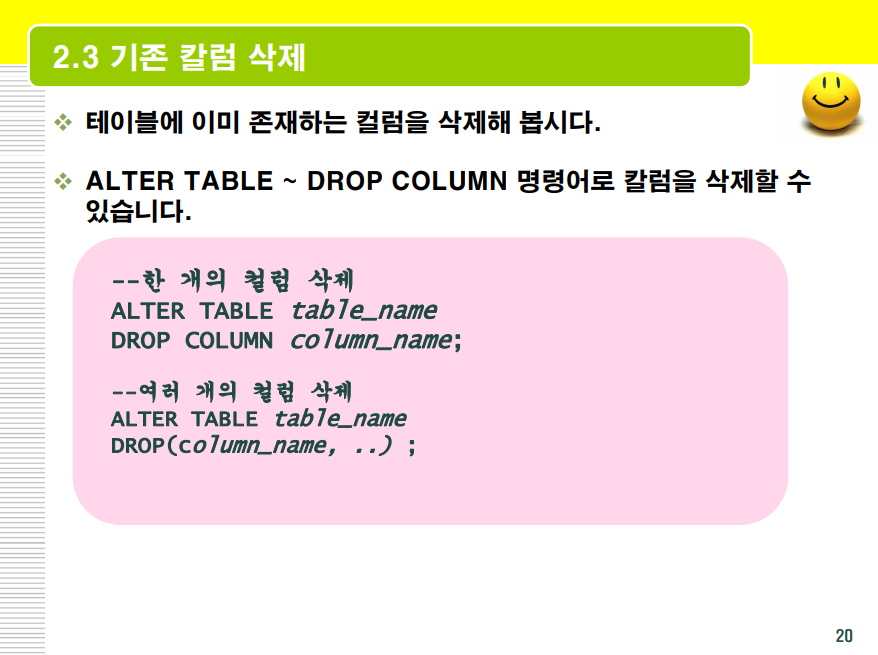 2.3 기존 칼럼 삭제
테이블에 이미 존재하는 컬럼을 삭제해 봅시다.
ALTER TABLE ~ DROP COLUMN 명령어로 칼럼을 삭제할 수
있습니다.
--한 개의 컬럼 삭제
ALTER TABLE table_name
DROP COLUMN column_name;
--여러 개의 컬럼 삭제
ALTER TABLE table_name
DROP(column_name, ..) ;
20